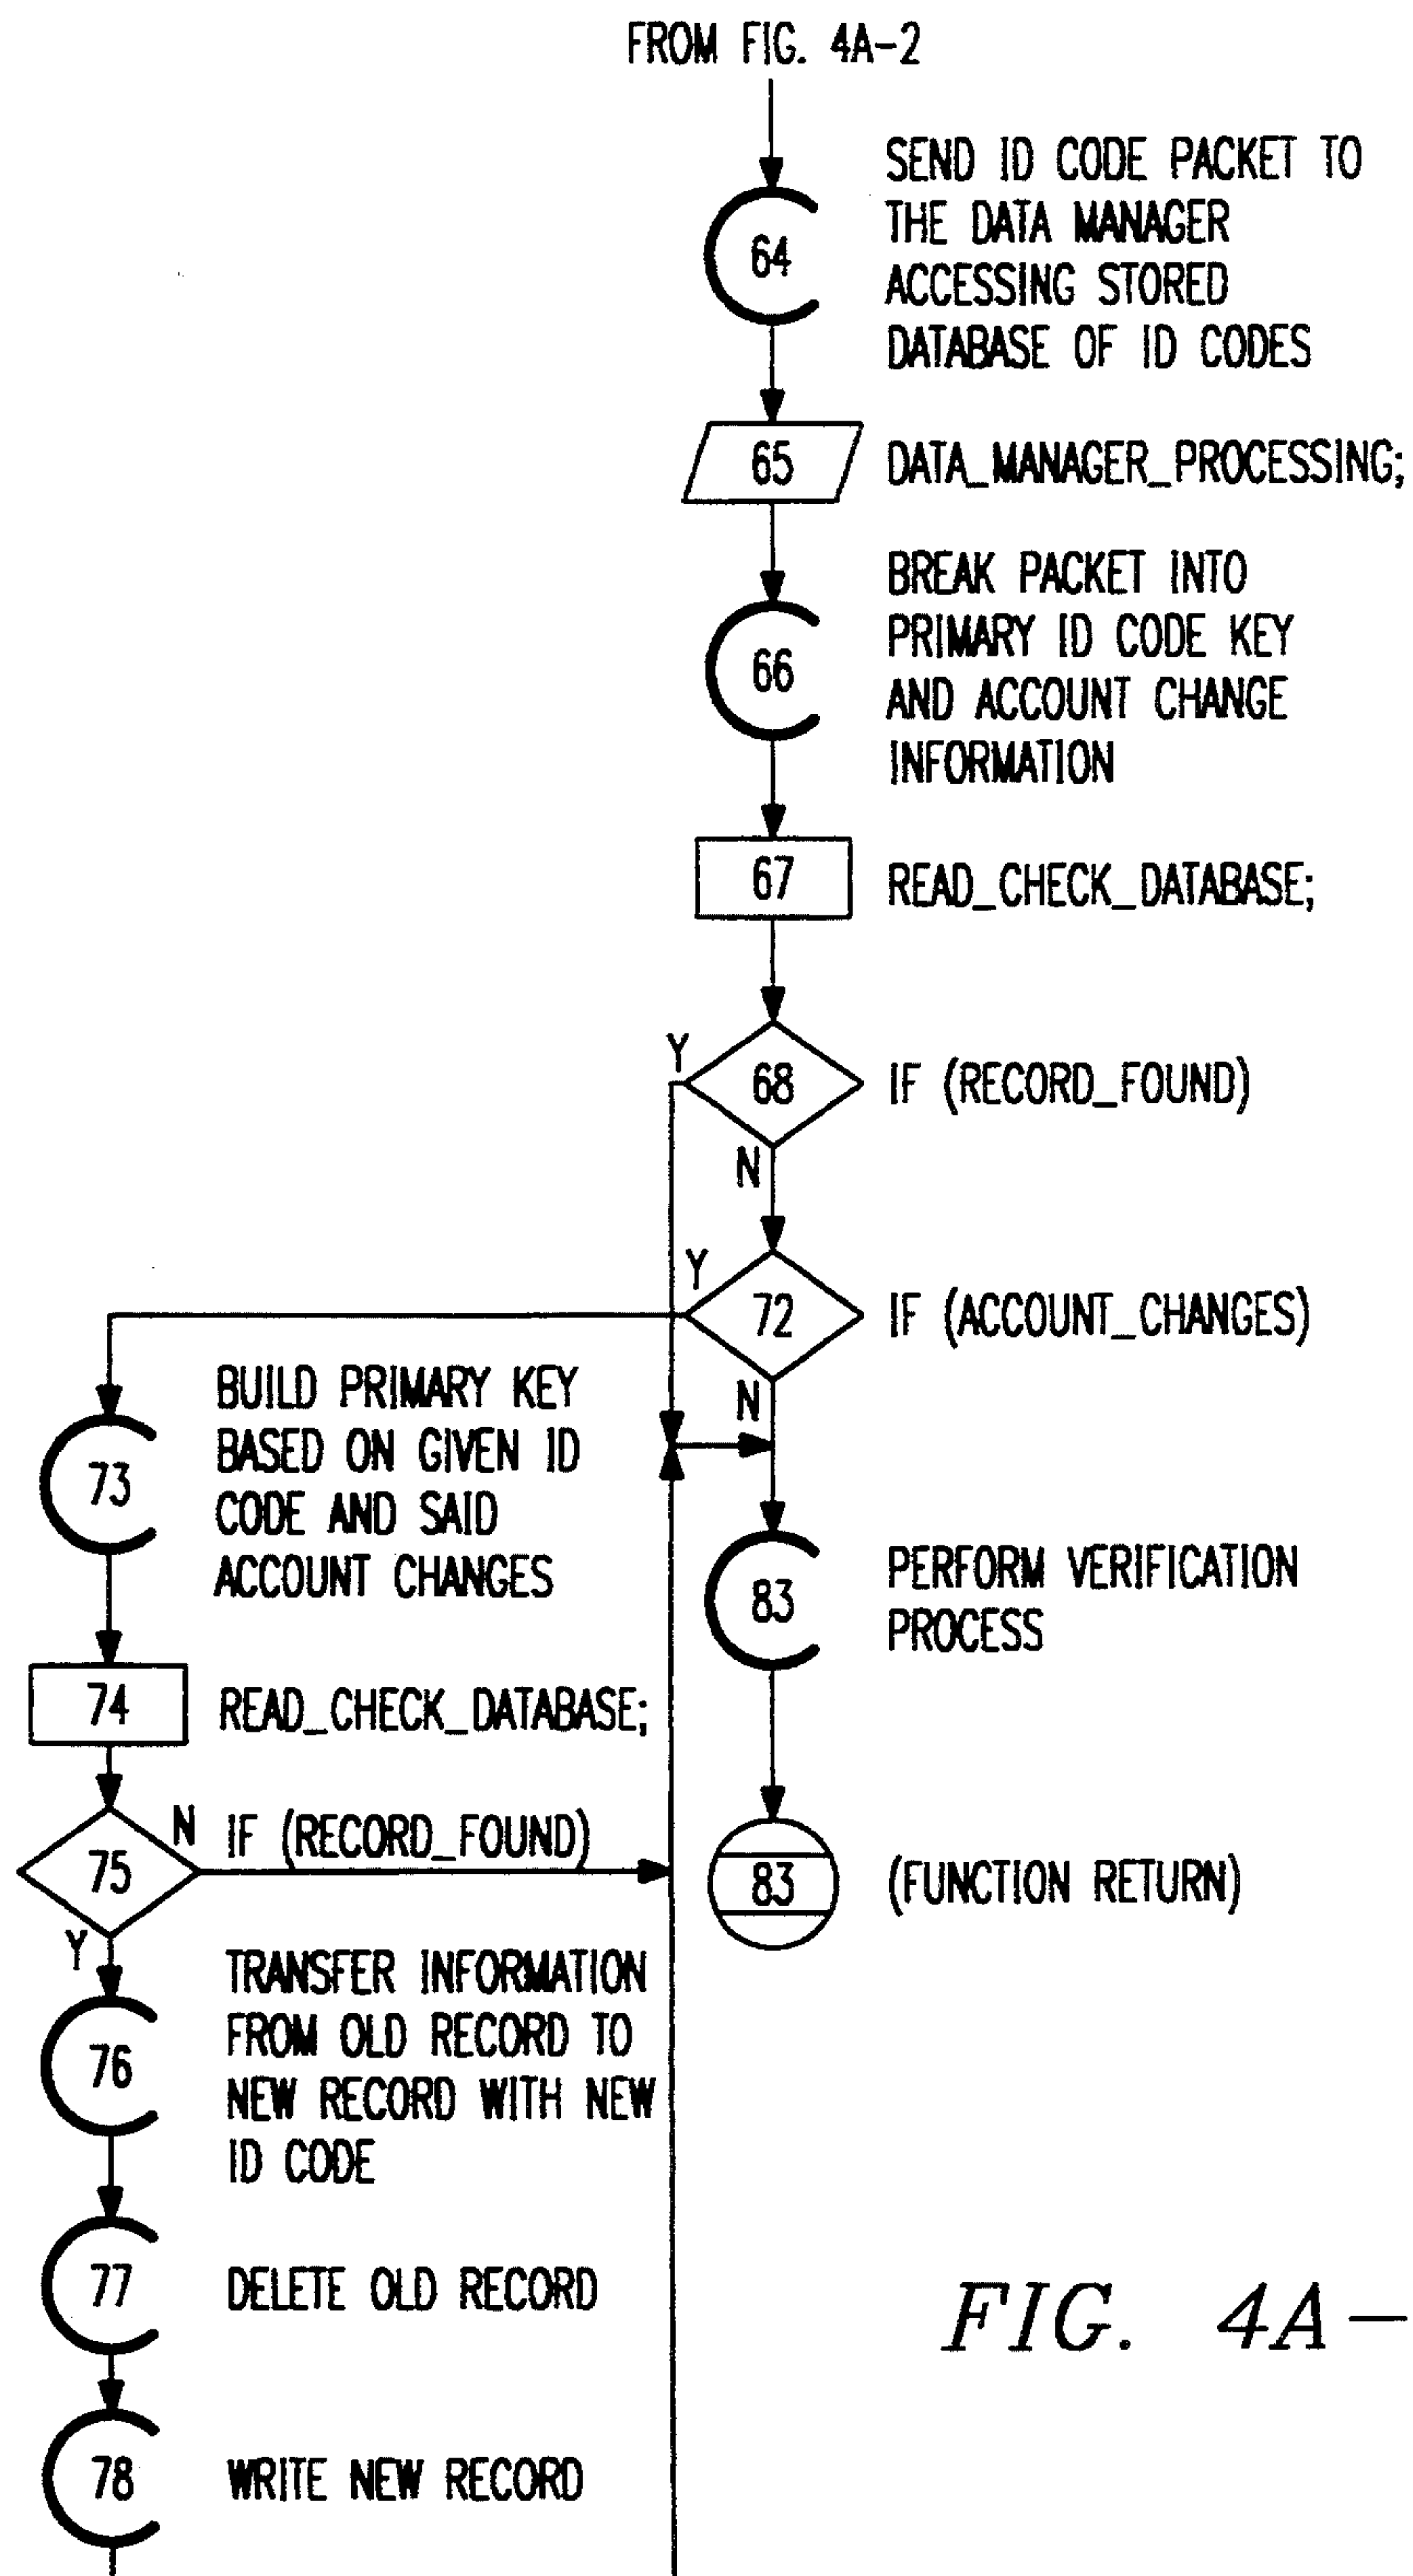 FROM FIG. 4A-2
64
SEND ID CODE PACKET TO
THE DATA MANAGER
ACCESSING STORED
DATABASE OF ID CODES
65
DATA_MANAGER_PROCESSING;
66
BREAK PACKET INTO
PRIMARY ID CODE KEY
AND ACCOUNT CHANGE
INFORMATION
67
READ_CHECK_DATABASE;
Y
68
IF (RECORD_FOUND)
N
Y
72
IF (ACCOUNT_CHANGES)
N
73
BUILD PRIMARY KEY
BASED ON GIVEN ID
CODE AND SAID
ACCOUNT CHANGES
83
PERFORM VERIFICATION
PROCESS
74
READ_CHECK_DATABASE;
75
N
IF (RECORD_FOUND)
Y
83
(FUNCTION RETURN)
76
TRANSFER INFORMATION
FROM OLD RECORD TO
NEW RECORD WITH NEW
ID CODE
77
DELETE OLD RECORD
78
WRITE NEW RECORD
FIG. 4A-